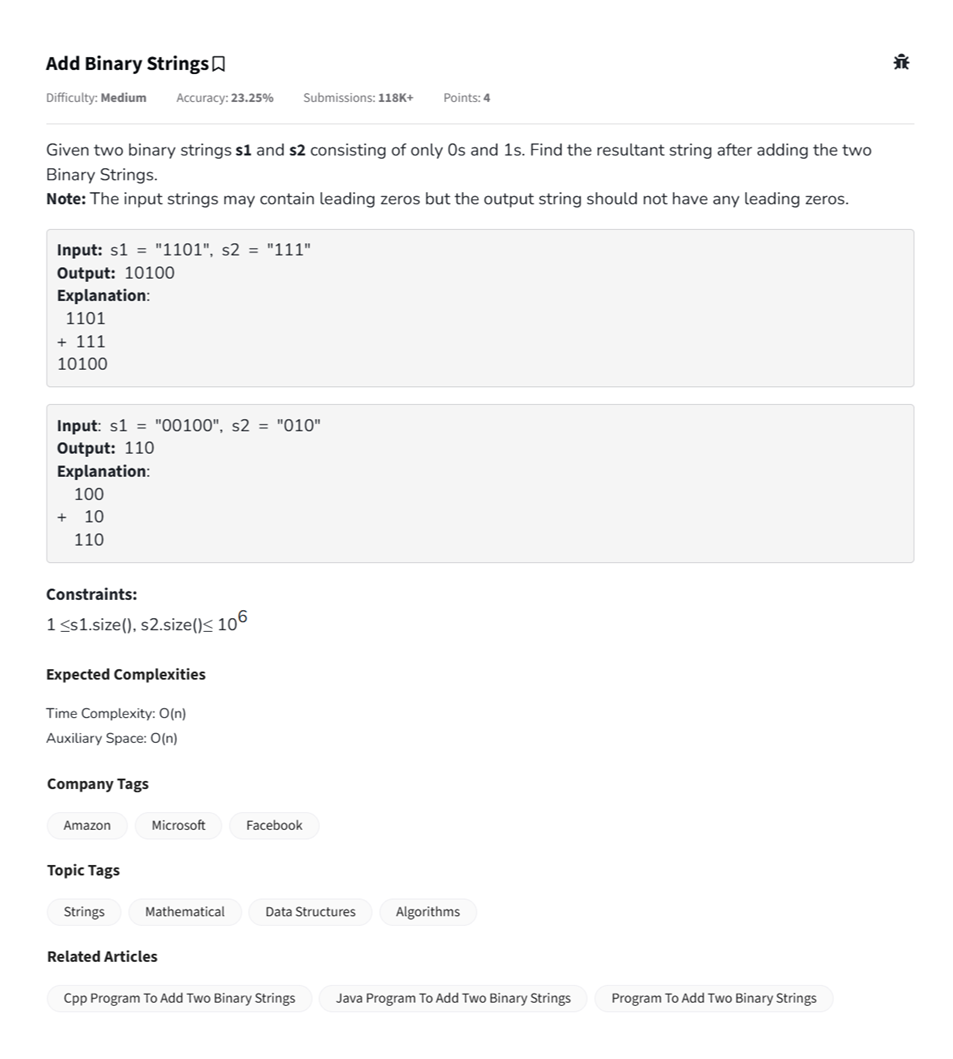 Add Binary Strings
Difficulty: Medium Accuracy: 23.25% Submissions: 118K+ Points: 4
Given two binary strings s1 and s2 consisting of only 0s and 1s. Find the resultant string after adding the two
Binary Strings.
Note: The input strings may contain leading zeros but the output string should not have any leading zeros.
Input: s1 = "1101", s2 = "111"
Output: 10100
Explanation:
1101
+ 111
10100
Input: s1 = "00100", s2 = "010"
Output: 110
Explanation:
100
+ 10
110
Constraints:
1 ≤s1.size(), s2.size()≤ 10⁶
Expected Complexities
Time Complexity: O(n)
Auxiliary Space: O(n)
Company Tags
Amazon Microsoft Facebook
Topic Tags
Strings Mathematical Data Structures Algorithms
Related Articles
Cpp Program To Add Two Binary Strings Java Program To Add Two Binary Strings Program To Add Two Binary Strings